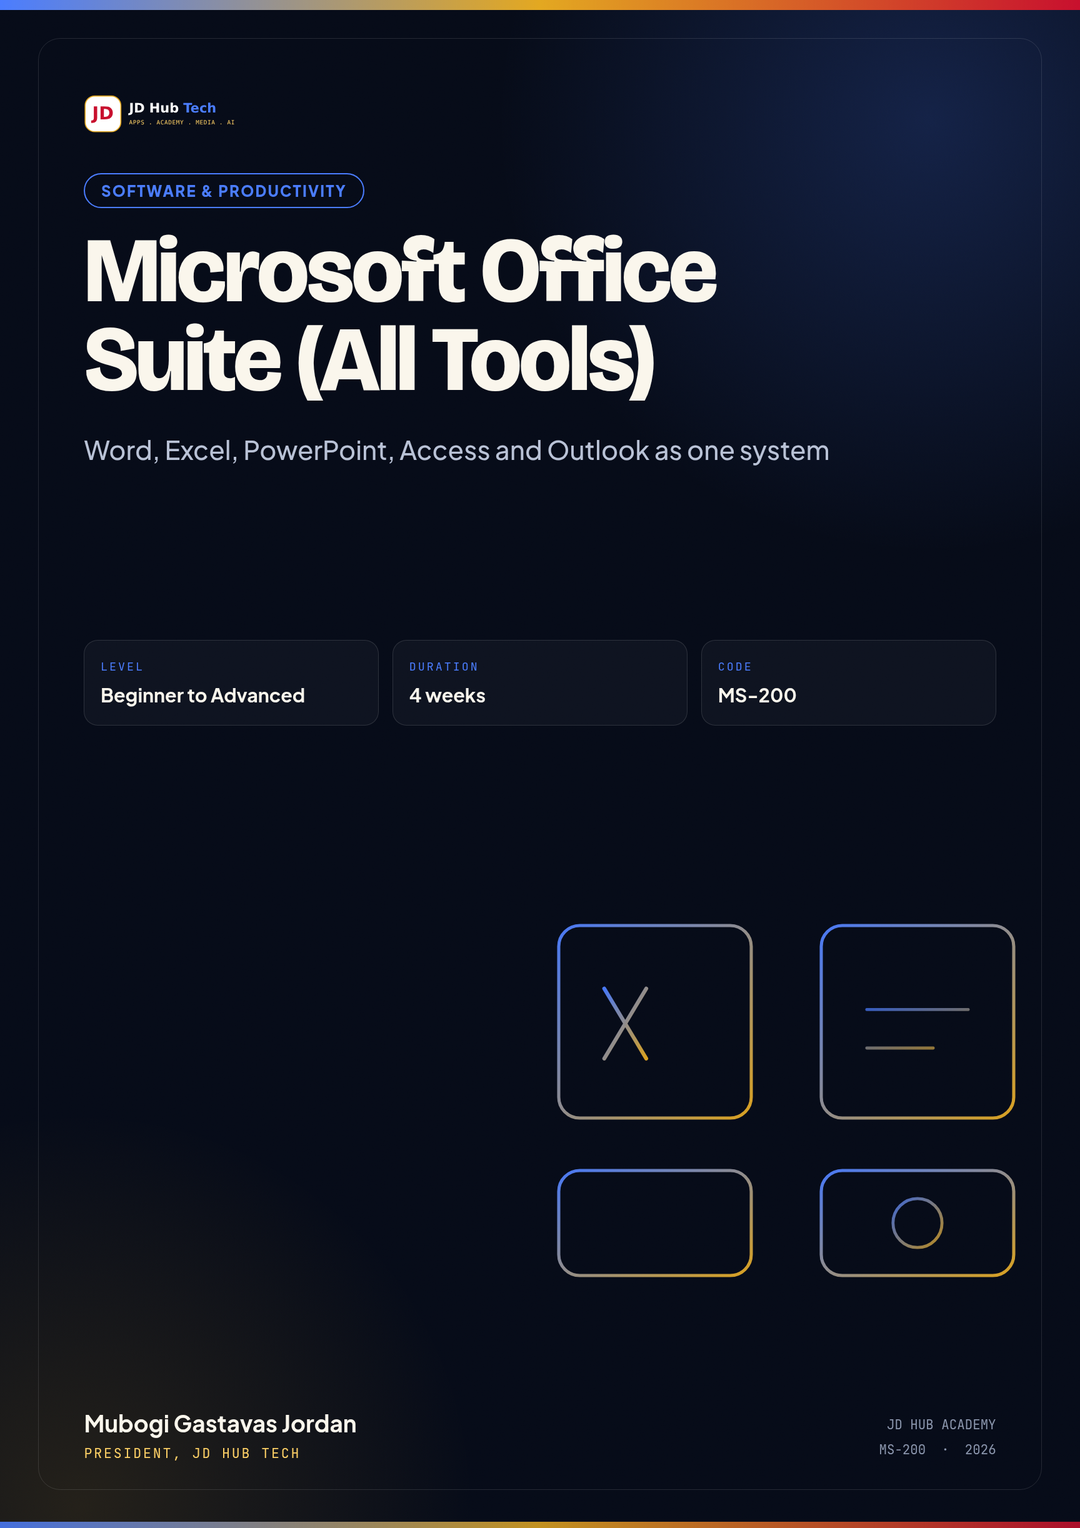 JD
JD Hub Tech
APPS . ACADEMY . MEDIA . AI
SOFTWARE & PRODUCTIVITY
Microsoft Office
Suite (All Tools)
Word, Excel, PowerPoint, Access and Outlook as one system
LEVEL
Beginner to Advanced
DURATION
4 weeks
CODE
MS-200
X
Mubogi Gastavas Jordan
PRESIDENT, JD HUB TECH
JD HUB ACADEMY
MS-200 · 2026